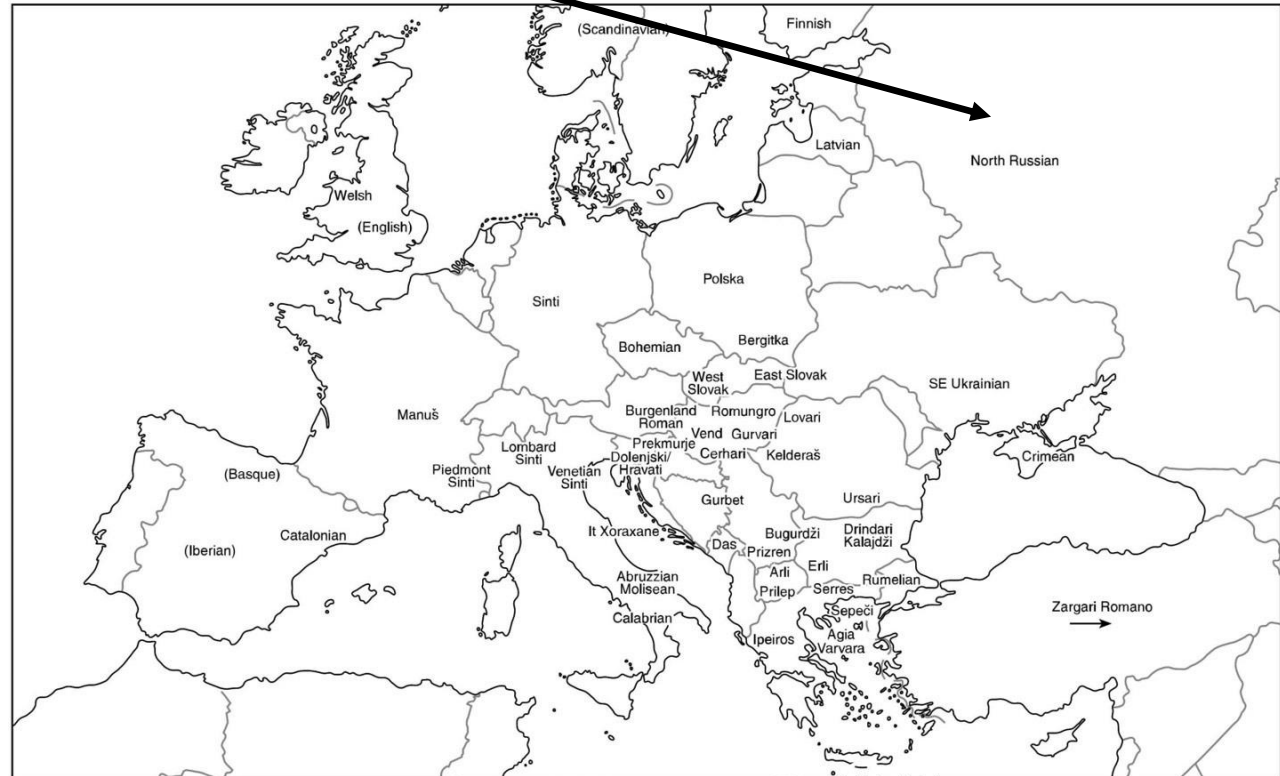 Finnish
(Scandinavian)
Latvian
North Russian
Welsh
(English)
Polska
Sinti
Bohemian
Bergitka
West
Slovak
East Slovak
SE Ukrainian
Manuš
Burgenland
Roman
Romungro
Lovari
Vend
Gurvari
Prekmurje
Lombard
Sinti
Cerhari
Kelderaš
Dolenjski/
Hravati
Crimean
Piedmont
Sinti
Venetian
Sinti
(Basque)
Gurbet
Ursari
Catalonian
(Iberian)
It Xoraxane
Bugurdži
Drindari
Kalajdži
Das
Prizren
Arli
Erli
Abruzzian
Molisean
Prilep
Serres
Rumelian
Calabrian
Sepeči
Zargari Romano
Ipeiros
Agia
Varvara